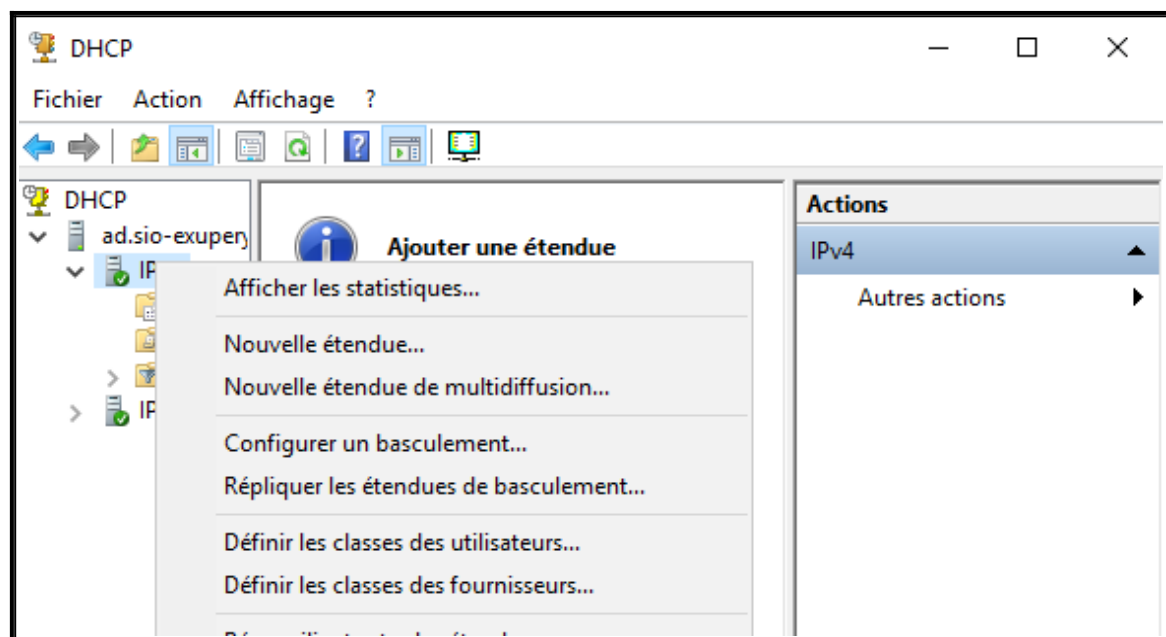 DHCP
Fichier Action Affichage ?
DHCP
ad.sio-exupery
IP
IP
Ajouter une étendue
Afficher les statistiques...
Nouvelle étendue...
Nouvelle étendue de multidiffusion...
Configurer un basculement...
Répliquer les étendues de basculement...
Définir les classes des utilisateurs...
Définir les classes des fournisseurs...
Actions
IPv4
Autres actions